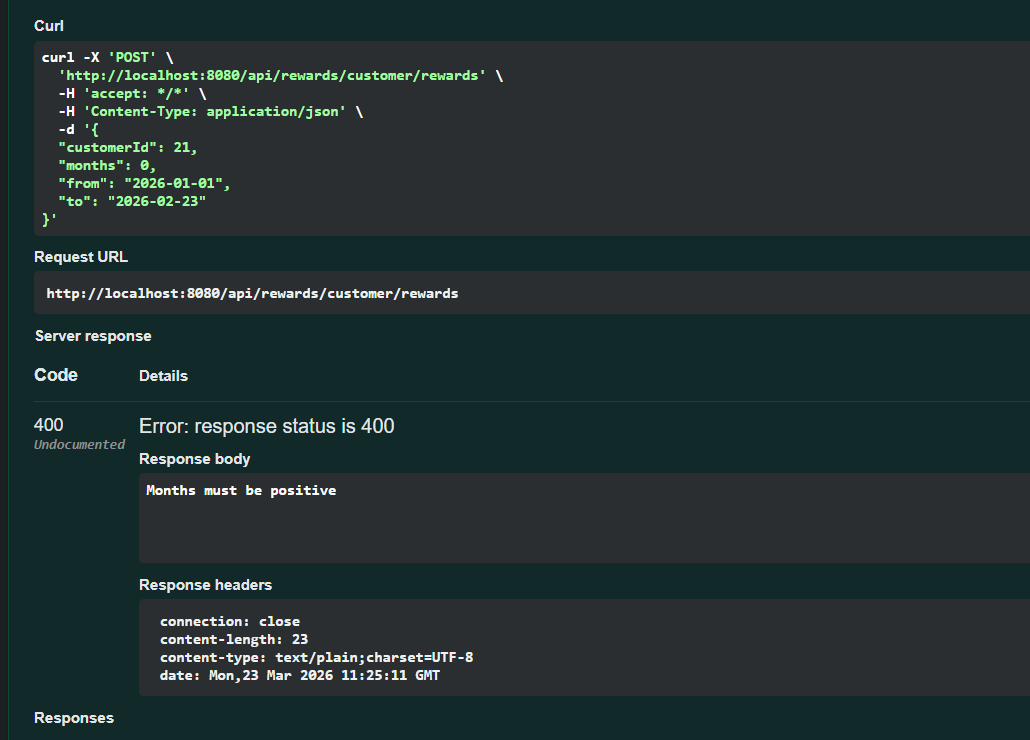 Curl
curl -X 'POST' \
'http://localhost:8080/api/rewards/customer/rewards' \
-H 'accept: */*' \
-H 'Content-Type: application/json' \
-d '{
"customerId": 21,
"months": 0,
"from": "2026-01-01",
"to": "2026-02-23"
}'
Request URL
http://localhost:8080/api/rewards/customer/rewards
Server response
Code Details
400 Error: response status is 400
Undocumented
Response body
Months must be positive
Response headers
connection: close
content-length: 23
content-type: text/plain;charset=UTF-8
date: Mon,23 Mar 2026 11:25:11 GMT
Responses